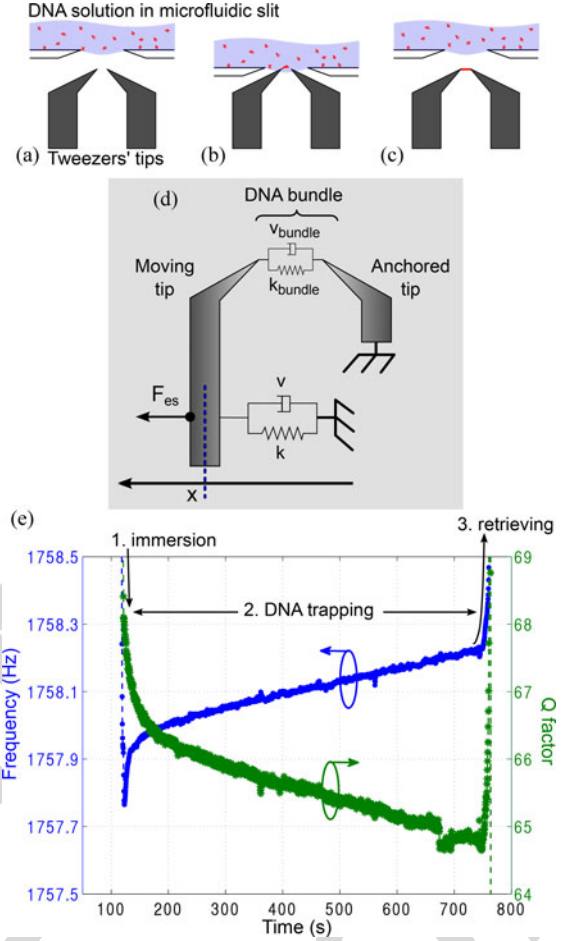 DNA solution in microfluidic slit
(a) Tweezers' tips
(b)
(c)
(d)
DNA bundle
v_bundle
k_bundle
Moving tip
Anchored tip
F_es
v
k
x
(e)
1. immersion
2. DNA trapping
3. retrieving
Frequency (Hz)
1758.5
1758.3
1758.1
1757.9
1757.7
1757.5
Q factor
69
68
67
66
65
64
100 200 300 400 500 600 700 800
Time (s)